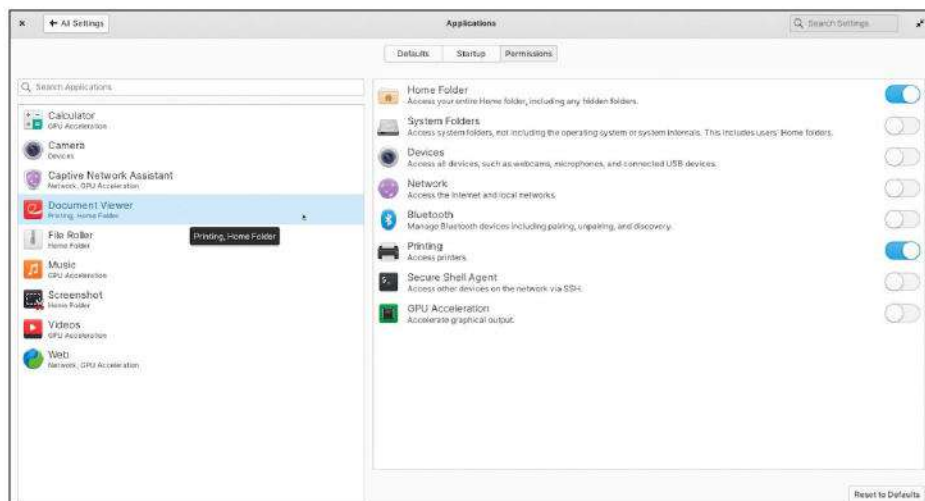 All Settings
Applications
Search Settings
Defaults
Startup
Permissions
Search Applications
Calculator
GPU Acceleration
Camera
Devices
Captive Network Assistant
Network, GPU Acceleration
Document Viewer
Printing, Home Folder
Printing, Home Folder
File Roller
Home Folder
Music
GPU Acceleration
Screenshot
Home Folder
Videos
GPU Acceleration
Web
Network, GPU Acceleration
Home Folder
Access your entire Home folder, including any hidden folders.
System Folders
Access system folders, not including the operating system or system internals. This includes users' Home folders.
Devices
Access all devices, such as webcams, microphones, and connected USB devices.
Network
Access the Internet and local networks.
Bluetooth
Manage Bluetooth devices including pairing, unpairing, and discovery.
Printing
Access printers.
Secure Shell Agent
Access other devices on the network via SSH.
GPU Acceleration
Accelerate graphical output.
Reset to Defaults